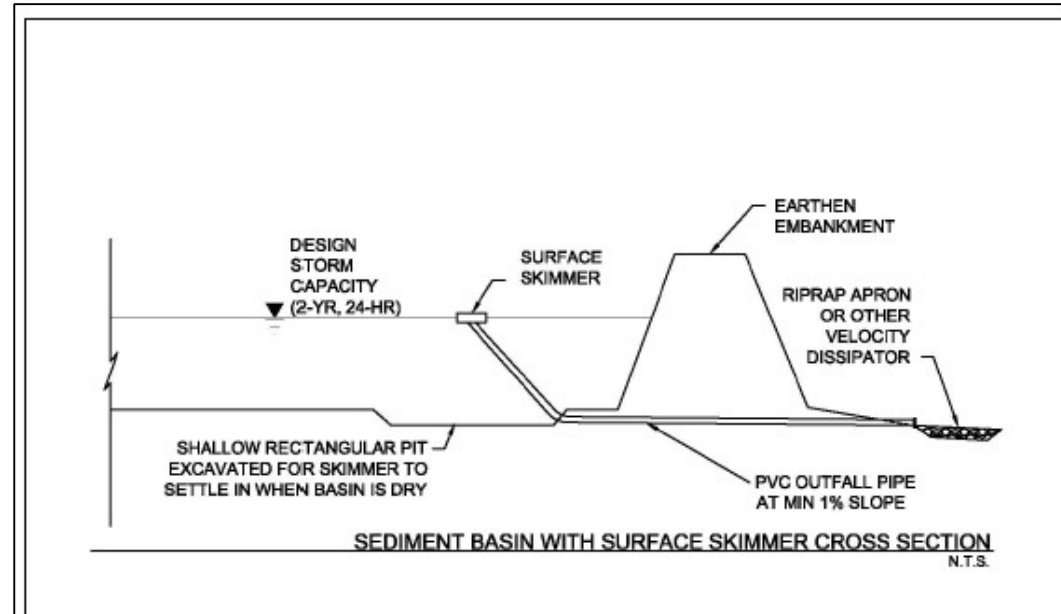 DESIGN
STORM
CAPACITY
(2-YR, 24-HR)
SURFACE
SKIMMER
EARTHEN
EMBANKMENT
RIPRAP APRON
OR OTHER
VELOCITY
DISSIPATOR
SHALLOW RECTANGULAR PIT
EXCAVATED FOR SKIMMER TO
SETTLE IN WHEN BASIN IS DRY
PVC OUTFALL PIPE
AT MIN 1% SLOPE
SEDIMENT BASIN WITH SURFACE SKIMMER CROSS SECTION
N.T.S.